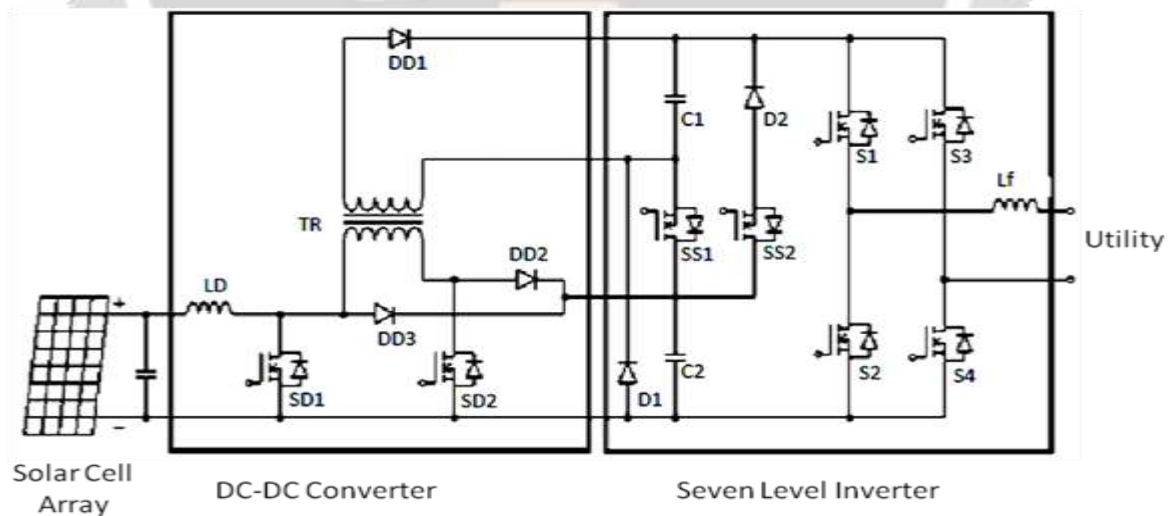 DD1
C1
D2
S1
S3
Lf
TR
SS1
SS2
Utility
DD2
LD
+
DD3
SD1
SD2
D1
C2
S2
S4
−
Solar Cell
Array
DC-DC Converter
Seven Level Inverter